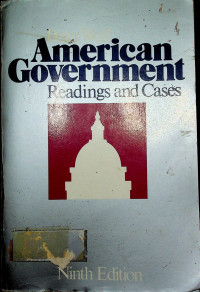 American
Government
Readings and Cases
Ninth Edition